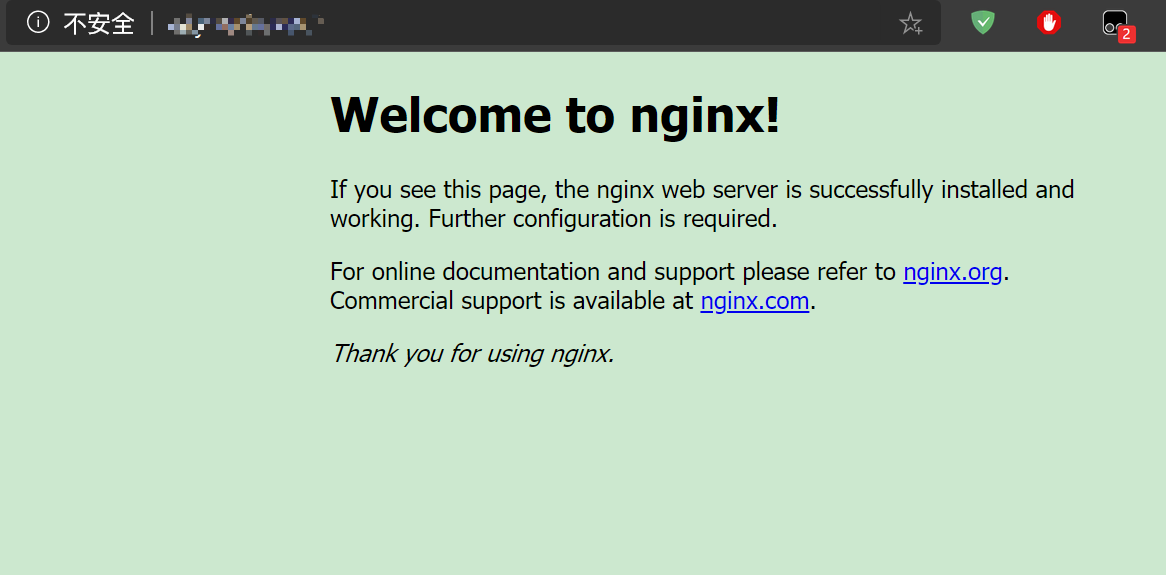 不安全
Welcome to nginx!
If you see this page, the nginx web server is successfully installed and
working. Further configuration is required.
For online documentation and support please refer to nginx.org.
Commercial support is available at nginx.com.
Thank you for using nginx.
2